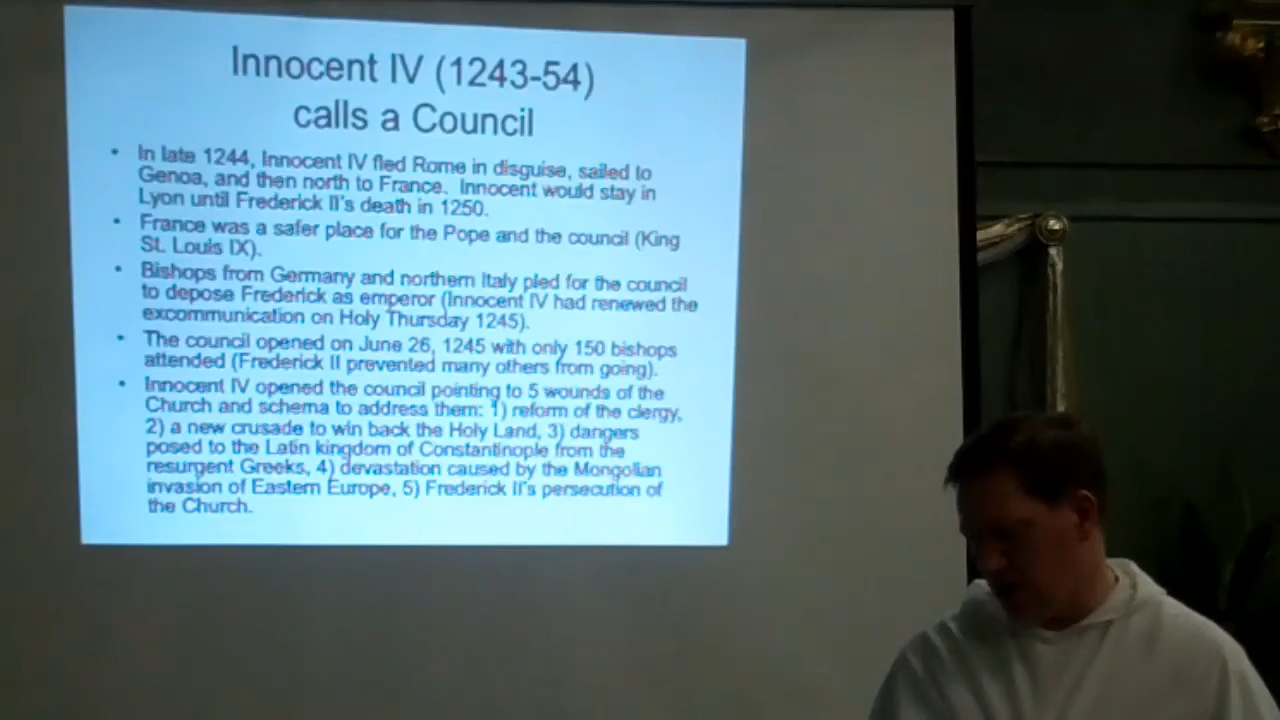 Innocent IV (1243-54)
calls a Council
• In late 1244, Innocent IV fled Rome in disguise, sailed to
Genoa, and then north to France. Innocent would stay in
Lyon until Frederick II's death in 1250.
• France was a safer place for the Pope and the council (King
St. Louis IX).
• Bishops from Germany and northern Italy pled for the council
to depose Frederick as emperor (Innocent IV had renewed the
excommunication on Holy Thursday 1245).
• The council opened on June 26, 1245 with only 150 bishops
attended (Frederick II prevented many others from going).
• Innocent IV opened the council pointing to 5 wounds of the
Church and schema to address them: 1) reform of the clergy,
2) a new crusade to win back the Holy Land, 3) dangers
posed to the Latin kingdom of Constantinople from the
resurgent Greeks, 4) devastation caused by the Mongolian
invasion of Eastern Europe, 5) Frederick II's persecution of
the Church.